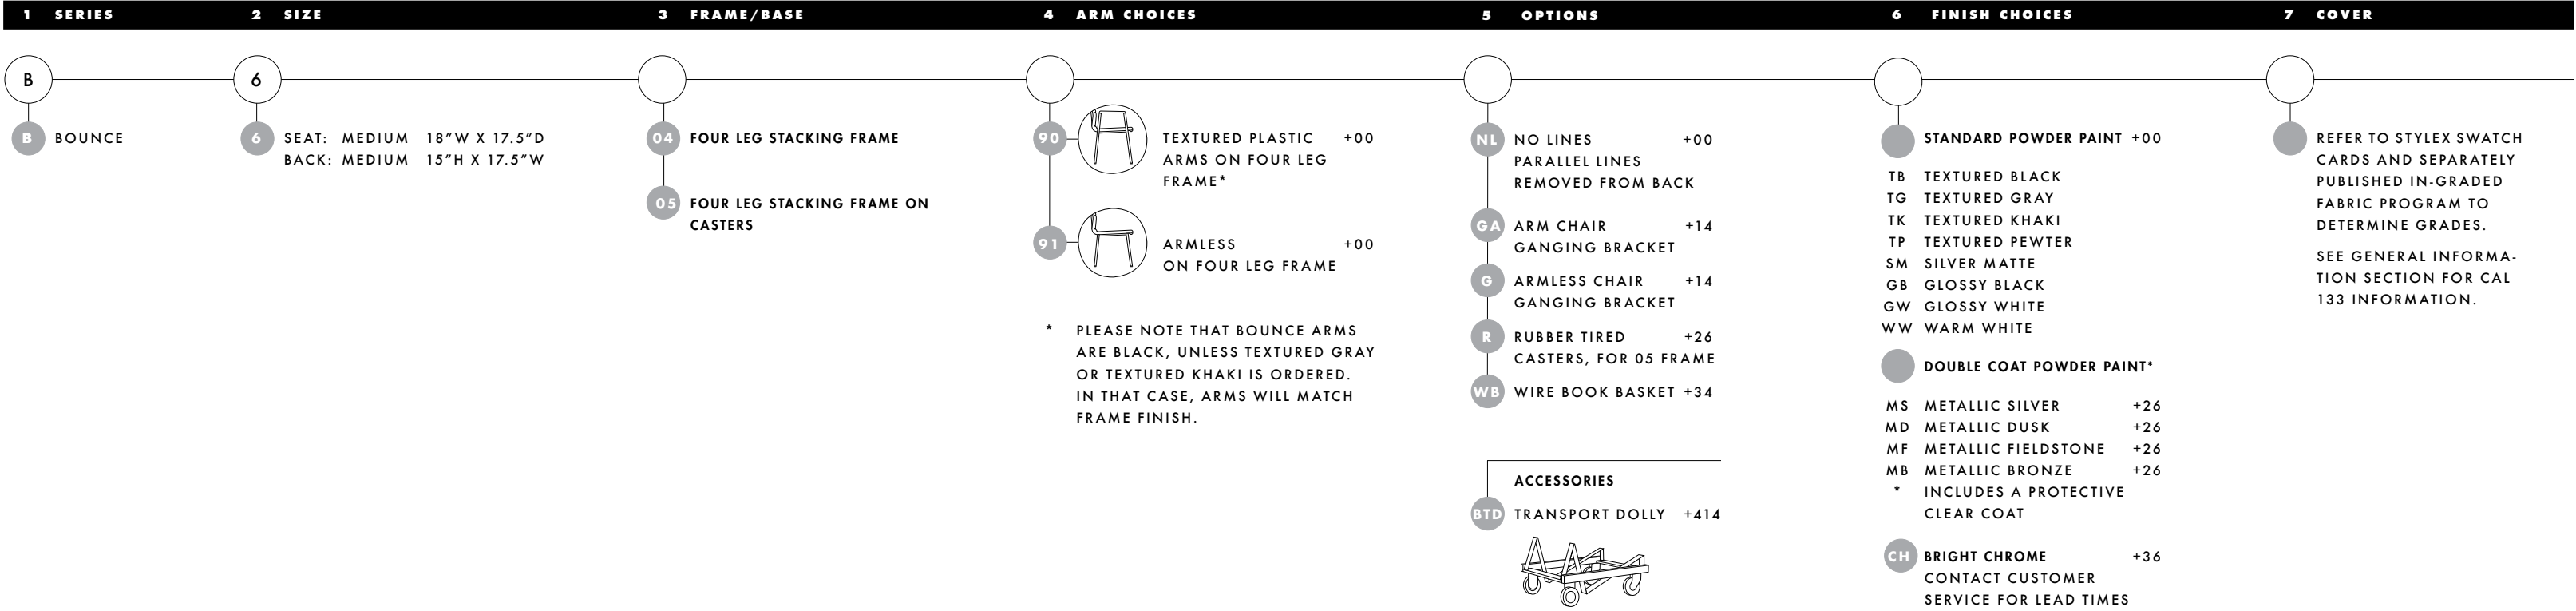 1 SERIES
2 SIZE
3 FRAME/BASE
4 ARM CHOICES
5 OPTIONS
6 FINISH CHOICES
7 COVER
B
B BOUNCE
6
6 SEAT: MEDIUM 18"W X 17.5"D
BACK: MEDIUM 15"H X 17.5"W
04 FOUR LEG STACKING FRAME
05 FOUR LEG STACKING FRAME ON
CASTERS
90 TEXTURED PLASTIC +00
ARMS ON FOUR LEG
FRAME*
91 ARMLESS +00
ON FOUR LEG FRAME
* PLEASE NOTE THAT BOUNCE ARMS
ARE BLACK, UNLESS TEXTURED GRAY
OR TEXTURED KHAKI IS ORDERED.
IN THAT CASE, ARMS WILL MATCH
FRAME FINISH.
NL NO LINES +00
PARALLEL LINES
REMOVED FROM BACK
GA ARM CHAIR +14
GANGING BRACKET
G ARMLESS CHAIR +14
GANGING BRACKET
R RUBBER TIRED +26
CASTERS, FOR 05 FRAME
WB WIRE BOOK BASKET +34
ACCESSORIES
BTD TRANSPORT DOLLY +414
STANDARD POWDER PAINT +00
TB TEXTURED BLACK
TG TEXTURED GRAY
TK TEXTURED KHAKI
TP TEXTURED PEWTER
SM SILVER MATTE
GB GLOSSY BLACK
GW GLOSSY WHITE
WW WARM WHITE
DOUBLE COAT POWDER PAINT*
MS METALLIC SILVER +26
MD METALLIC DUSK +26
MF METALLIC FIELDSTONE +26
MB METALLIC BRONZE +26
* INCLUDES A PROTECTIVE
CLEAR COAT
CH BRIGHT CHROME +36
CONTACT CUSTOMER
SERVICE FOR LEAD TIMES
REFER TO STYLEX SWATCH
CARDS AND SEPARATELY
PUBLISHED IN-GRADED
FABRIC PROGRAM TO
DETERMINE GRADES.
SEE GENERAL INFORMA-
TION SECTION FOR CAL
133 INFORMATION.